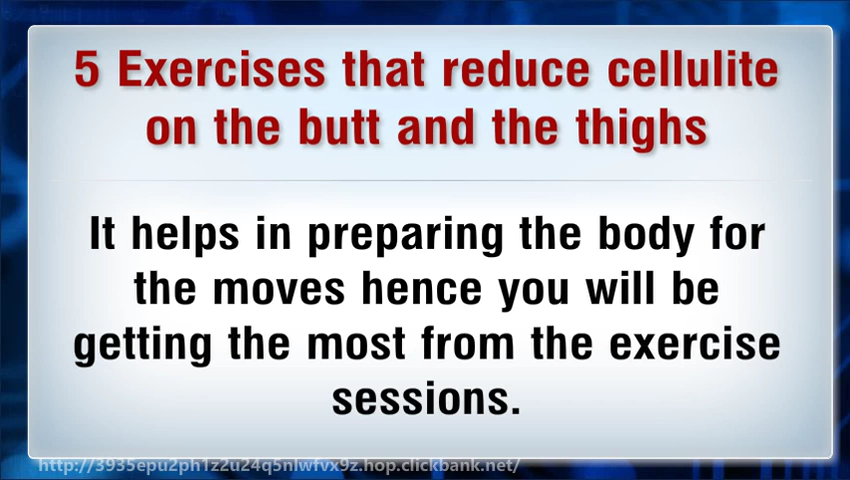 5 Exercises that reduce cellulite
on the butt and the thighs
It helps in preparing the body for
the moves hence you will be
getting the most from the exercise
sessions.
http://3935epu2ph1z2u24q5nlwfvx9z.hop.clickbank.net/